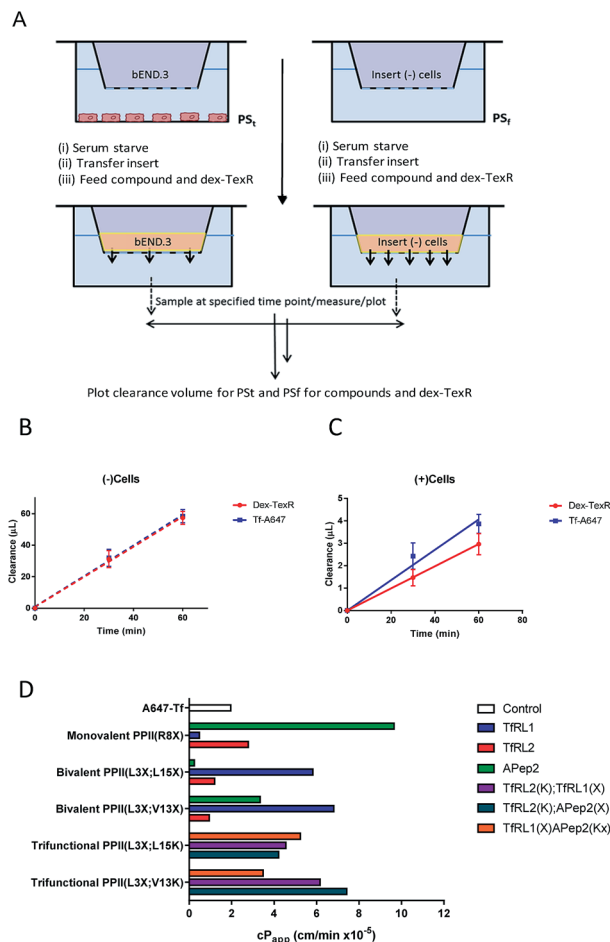 A
bEND.3
Insert (-) cells
PSt
PSf
(i) Serum starve
(ii) Transfer insert
(iii) Feed compound and dex-TexR
(i) Serum starve
(ii) Transfer insert
(iii) Feed compound and dex-TexR
bEND.3
Insert (-) cells
Sample at specified time point/measure/plot
Plot clearance volume for PSt and PSf for compounds and dex-TexR
B
(-)Cells
Clearance (µL)
60
40
20
0
0 20 40 60 80
Time (min)
Dex-TexR
Tf-A647
C
(+)Cells
Clearance (µL)
5
4
3
2
1
0
0 20 40 60 80
Time (min)
Dex-TexR
Tf-A647
D
A647-Tf
Monovalent PPII(R8X)
Bivalent PPII(L3X;L15X)
Bivalent PPII(L3X;V13X)
Trifunctional PPII(L3X;L15K)
Trifunctional PPII(L3X;V13K)
0 2 4 6 8 10 12
cPapp (cm/min x10-5)
Control
TfRL1
TfRL2
APep2
TfRL2(K);TfRL1(X)
TfRL2(K);APep2(X)
TfRL1(X)APep2(Kx)